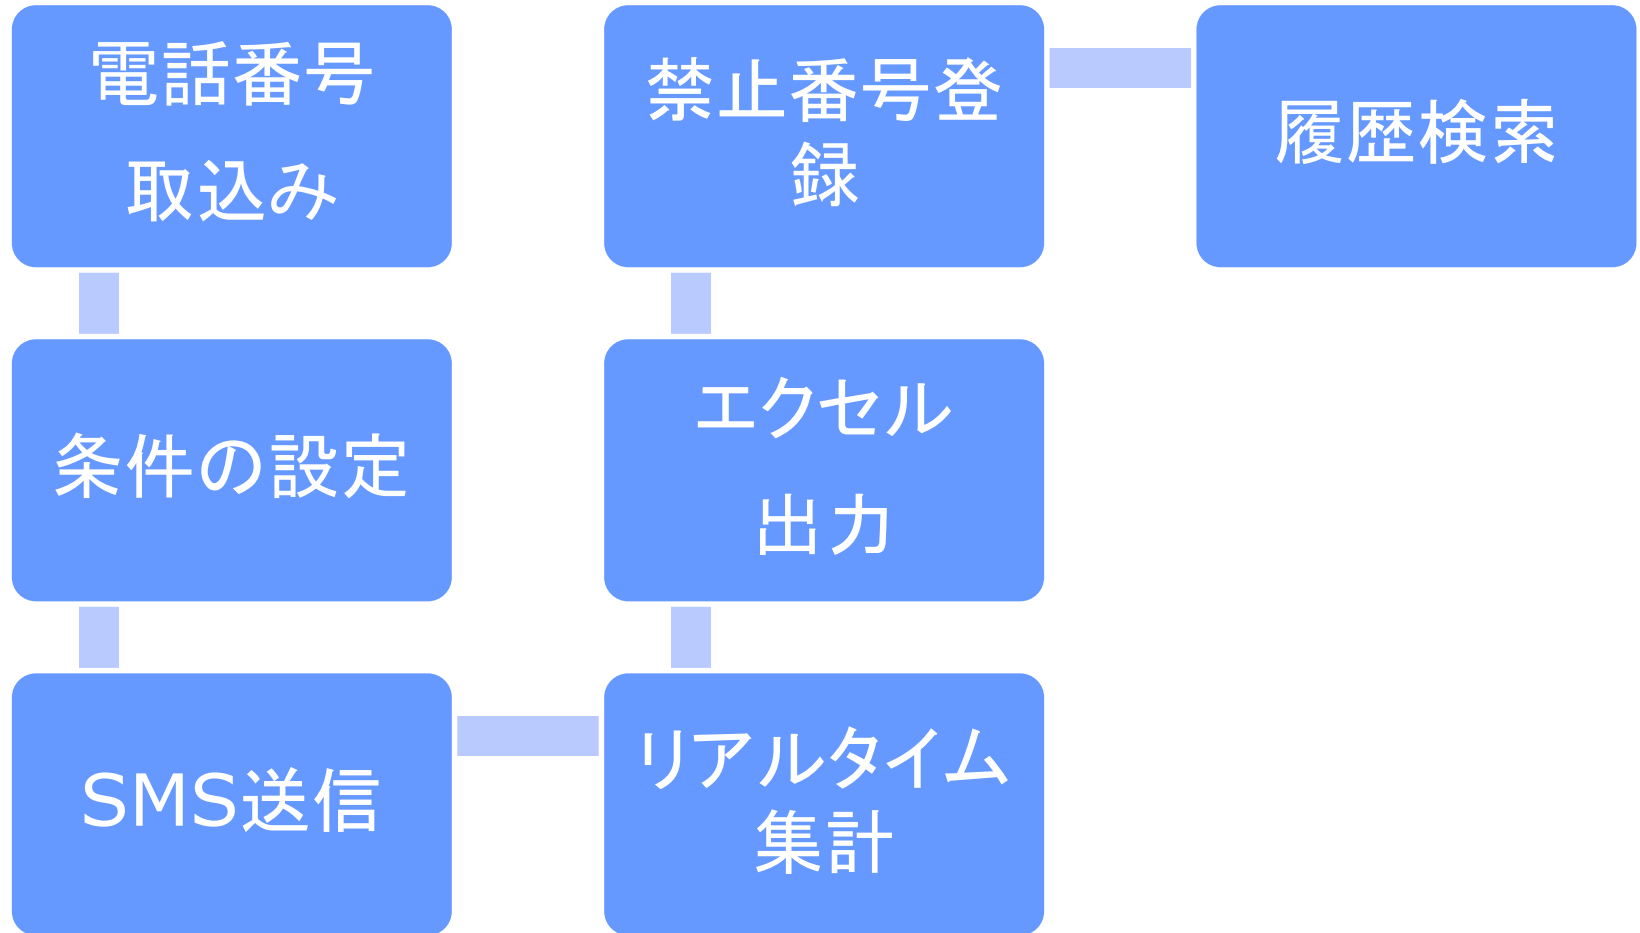 電話番号
取込み
条件の設定
SMS送信
リアルタイム
集計
エクセル
出力
禁止番号登
録
履歴検索